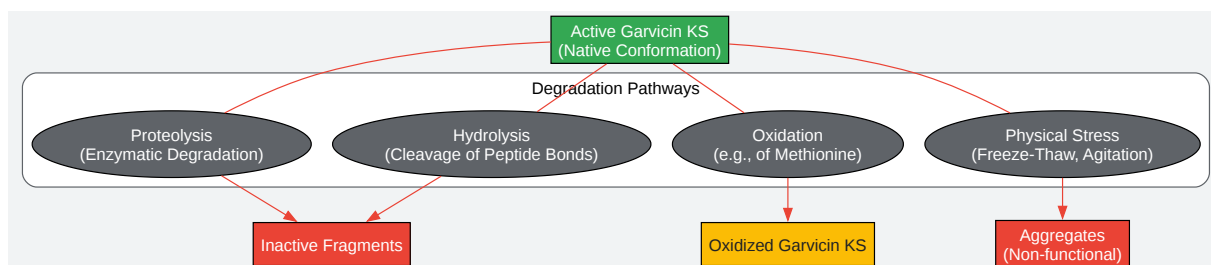 Active Garvicin KS
(Native Conformation)
Degradation Pathways
Proteolysis
(Enzymatic Degradation)
Hydrolysis
(Cleavage of Peptide Bonds)
Oxidation
(e.g., of Methionine)
Physical Stress
(Freeze-Thaw, Agitation)
Inactive Fragments
Oxidized Garvicin KS
Aggregates
(Non-functional)